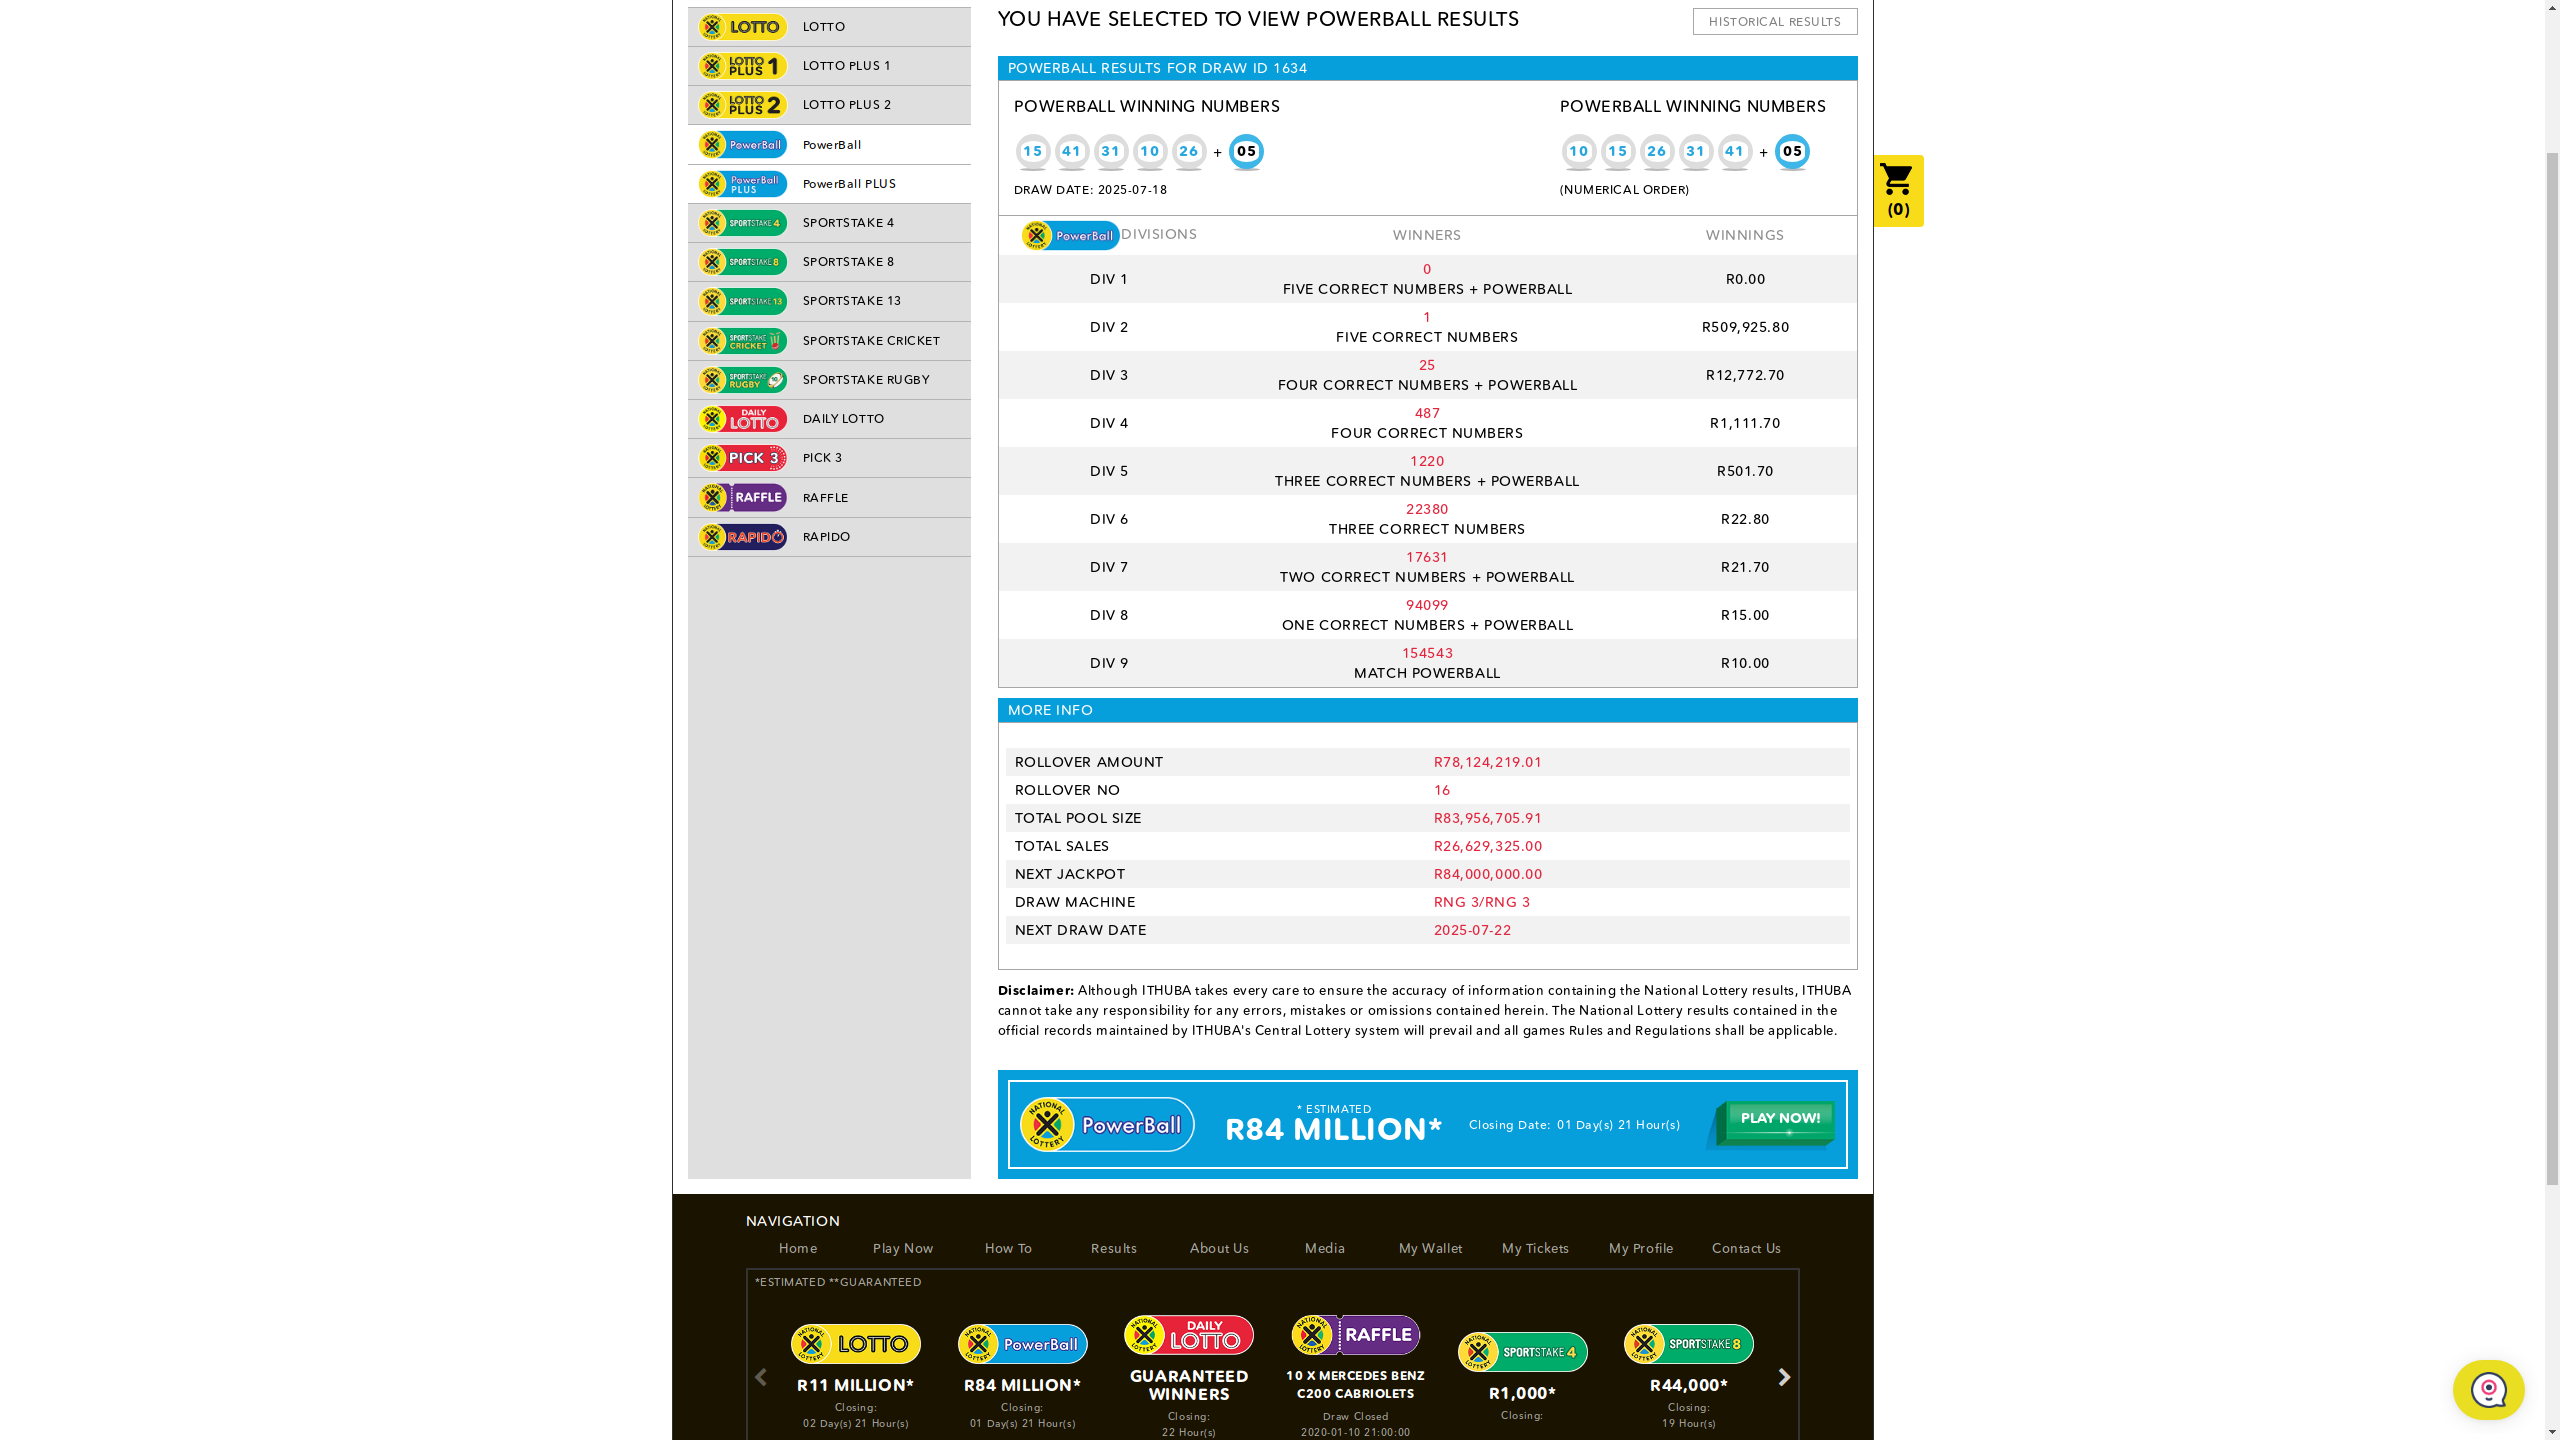 LOTTO LOTTO
LOTTO PLUS 1 LOTTO PLUS 1
LOTTO PLUS 2 LOTTO PLUS 2
PowerBall PowerBall
PowerBall PLUS PowerBall PLUS
SPORTSTAKE 4 SPORTSTAKE 4
SPORTSTAKE 8 SPORTSTAKE 8
SPORTSTAKE 13 SPORTSTAKE 13
SPORTSTAKE CRICKET SPORTSTAKE CRICKET
SPORTSTAKE RUGBY SPORTSTAKE RUGBY
DAILY LOTTO DAILY LOTTO
PICK 3 PICK 3
RAFFLE RAFFLE
RAPIDO RAPIDO
YOU HAVE SELECTED TO VIEW POWERBALL RESULTS
HISTORICAL RESULTS
POWERBALL RESULTS FOR DRAW ID 1634
POWERBALL WINNING NUMBERS
15 41 31 10 26 + 05
DRAW DATE: 2025-07-18
POWERBALL WINNING NUMBERS
10 15 26 31 41 + 05
(NUMERICAL ORDER)
(0)
PowerBall DIVISIONS WINNERS WINNINGS
DIV 1 0 FIVE CORRECT NUMBERS + POWERBALL R0.00
DIV 2 1 FIVE CORRECT NUMBERS R509,925.80
DIV 3 25 FOUR CORRECT NUMBERS + POWERBALL R12,772.70
DIV 4 487 FOUR CORRECT NUMBERS R1,111.70
DIV 5 1220 THREE CORRECT NUMBERS + POWERBALL R501.70
DIV 6 22380 THREE CORRECT NUMBERS R22.80
DIV 7 17631 TWO CORRECT NUMBERS + POWERBALL R21.70
DIV 8 94099 ONE CORRECT NUMBERS + POWERBALL R15.00
DIV 9 154543 MATCH POWERBALL R10.00
MORE INFO
ROLLOVER AMOUNT R78,124,219.01
ROLLOVER NO 16
TOTAL POOL SIZE R83,956,705.91
TOTAL SALES R26,629,325.00
NEXT JACKPOT R84,000,000.00
DRAW MACHINE RNG 3/RNG 3
NEXT DRAW DATE 2025-07-22
Disclaimer: Although ITHUBA takes every care to ensure the accuracy of information containing the National Lottery results, ITHUBA
cannot take any responsibility for any errors, mistakes or omissions contained herein. The National Lottery results contained in the
official records maintained by ITHUBA's Central Lottery system will prevail and all games Rules and Regulations shall be applicable.
NATIONAL LOTTERY PowerBall
* ESTIMATED
R84 MILLION*
Closing Date: 01 Day(s) 21 Hour(s)
PLAY NOW!
NAVIGATION
Home Play Now How To Results About Us Media My Wallet My Tickets My Profile Contact Us
*ESTIMATED **GUARANTEED
NATIONAL LOTTERY LOTTO
R11 MILLION*
Closing:
02 Day(s) 21 Hour(s)
NATIONAL LOTTERY PowerBall
R84 MILLION*
Closing:
01 Day(s) 21 Hour(s)
NATIONAL LOTTERY DAILY LOTTO
GUARANTEED
WINNERS
Closing:
22 Hour(s)
NATIONAL LOTTERY RAFFLE
10 X MERCEDES BENZ
C200 CABRIOLETS
Draw Closed
2020-01-10 21:00:00
NATIONAL LOTTERY SPORTSTAKE 4
R1,000*
Closing:
NATIONAL LOTTERY SPORTSTAKE 8
R44,000*
Closing:
19 Hour(s)